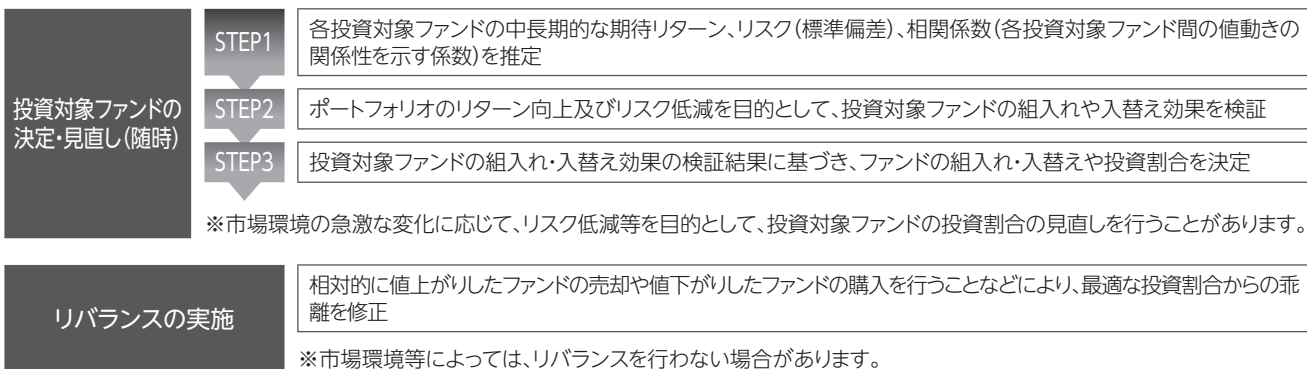 投資対象ファンドの
決定・見直し(随時)
STEP1
各投資対象ファンドの中長期的な期待リターン、リスク(標準偏差)、相関係数(各投資対象ファンド間の値動きの
関係性を示す係数)を推定
STEP2
ポートフォリオのリターン向上及びリスク低減を目的として、投資対象ファンドの組入れや入替え効果を検証
STEP3
投資対象ファンドの組入れ・入替え効果の検証結果に基づき、ファンドの組入れ・入替えや投資割合を決定
※市場環境の急激な変化に応じて、リスク低減等を目的として、投資対象ファンドの投資割合の見直しを行うことがあります。
リバランスの実施
相対的に値上がりしたファンドの売却や値下がりしたファンドの購入を行うことなどにより、最適な投資割合からの乖
離を修正
※市場環境等によっては、リバランスを行わない場合があります。